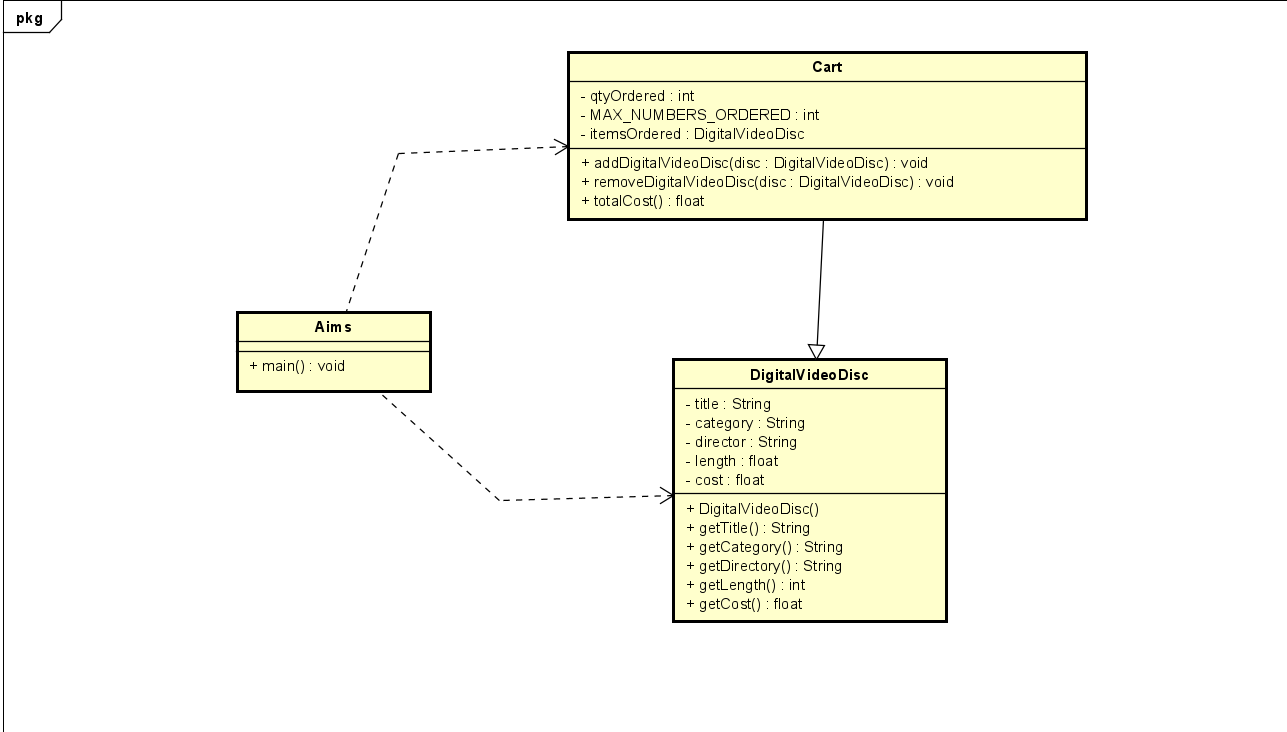 pkg
Cart
- qtyOrdered : int
- MAX_NUMBERS_ORDERED : int
- itemsOrdered : DigitalVideoDisc
+ addDigitalVideoDisc(disc : DigitalVideoDisc) : void
+ removeDigitalVideoDisc(disc : DigitalVideoDisc) : void
+ totalCost() : float
Aims
+ main() : void
DigitalVideoDisc
- title : String
- category : String
- director : String
- length : float
- cost : float
+ DigitalVideoDisc()
+ getTitle() : String
+ getCategory() : String
+ getDirectory() : String
+ getLength() : int
+ getCost() : float